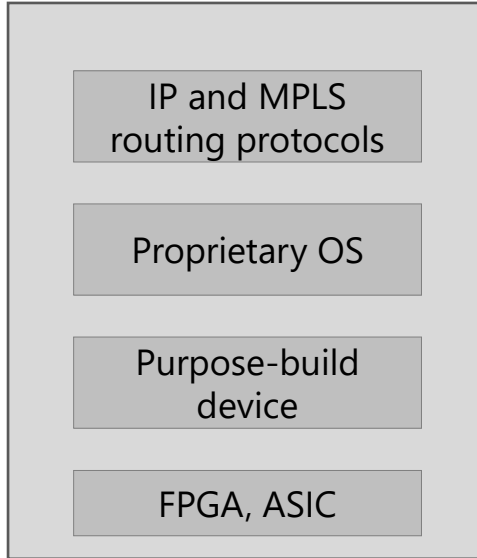 IP and MPLS
routing protocols
Proprietary OS
Purpose-build
device
FPGA, ASIC